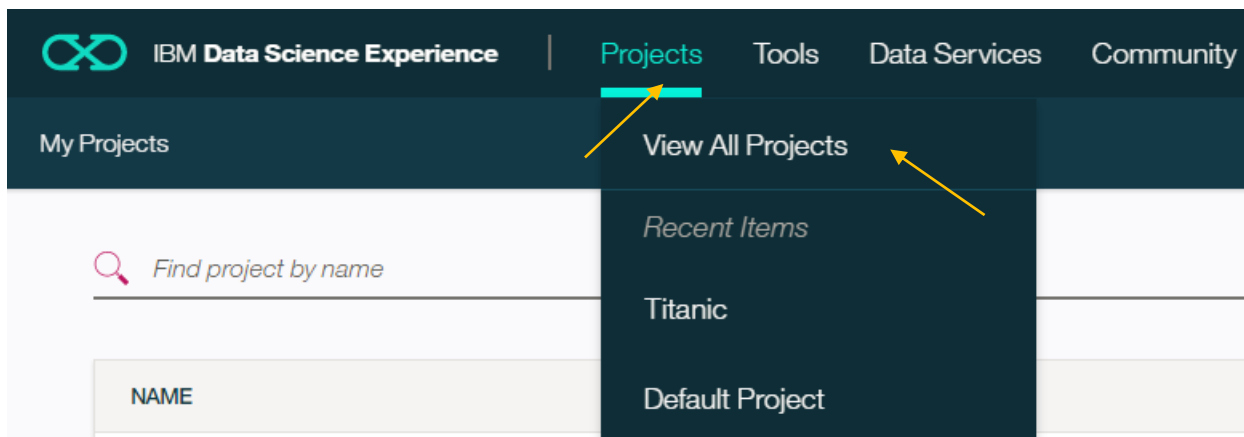 IBM Data Science Experience Projects Tools Data Services Community
My Projects
View All Projects
Recent Items
Find project by name
Titanic
NAME
Default Project